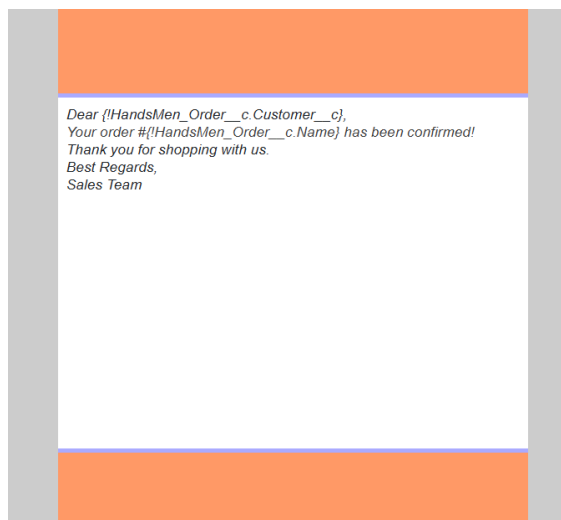 Dear {!HandsMen_Order__c.Customer__c},
Your order #{!HandsMen_Order__c.Name} has been confirmed!
Thank you for shopping with us.
Best Regards,
Sales Team